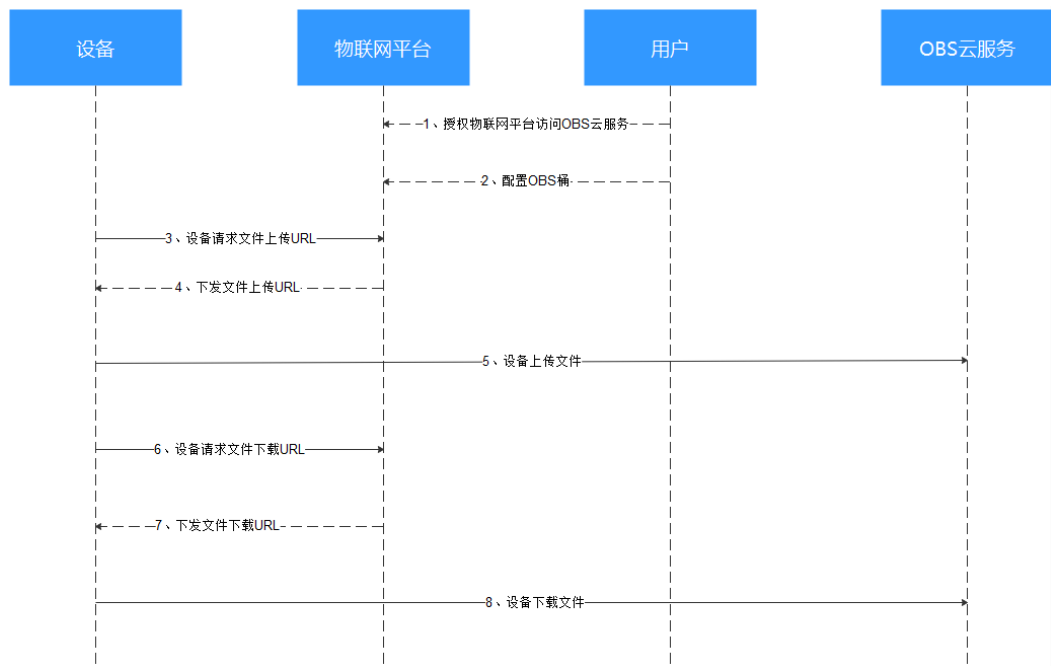 设备
物联网平台
用户
OBS云服务
1、授权物联网平台访问OBS云服务
2、配置OBS桶
3、设备请求文件上传URL
4、下发文件上传URL
5、设备上传文件
6、设备请求文件下载URL
7、下发文件下载URL
8、设备下载文件